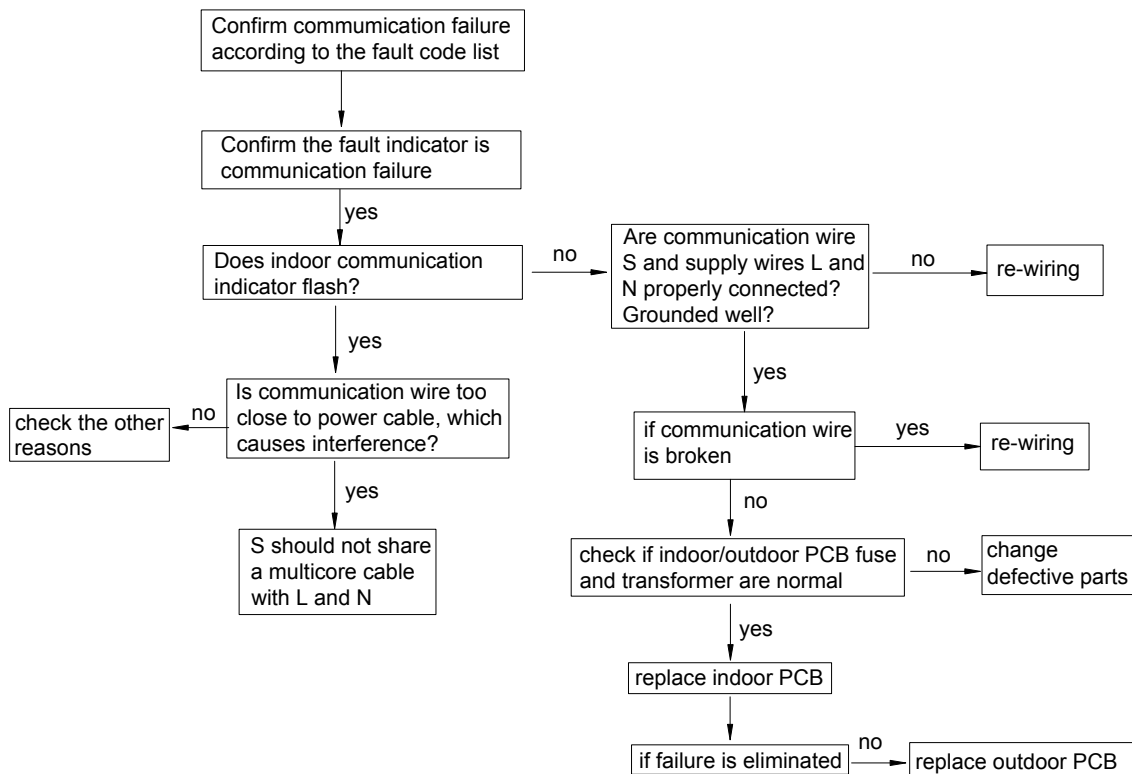 Confirm commumication failure
according to the fault code list
Confirm the fault indicator is
communication failure
yes
Does indoor communication
indicator flash?
no
Are communication wire
S and supply wires L and
N properly connected?
Grounded well?
no
re-wiring
yes
yes
Is communication wire too
close to power cable, which
causes interference?
no
check the other
reasons
if communication wire
is broken
yes
re-wiring
yes
no
S should not share
a multicore cable
with L and N
check if indoor/outdoor PCB fuse
and transformer are normal
no
change
defective parts
yes
replace indoor PCB
if failure is eliminated
no
replace outdoor PCB